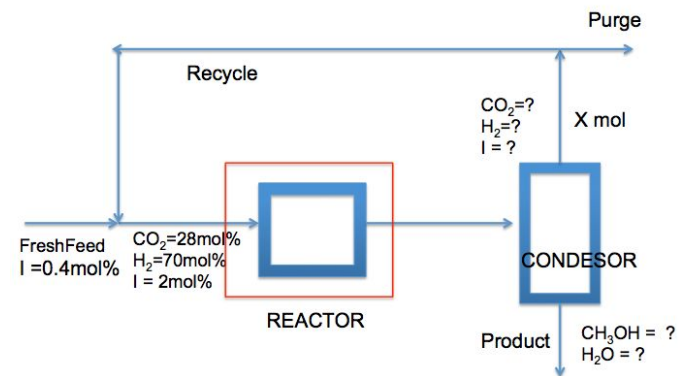 Purge
Recycle
CO₂=?
H₂=?
I = ?
X mol
FreshFeed
I =0.4mol%
CO₂=28mol%
H₂=70mol%
I = 2mol%
REACTOR
CONDESOR
Product
CH₃OH = ?
H₂O = ?